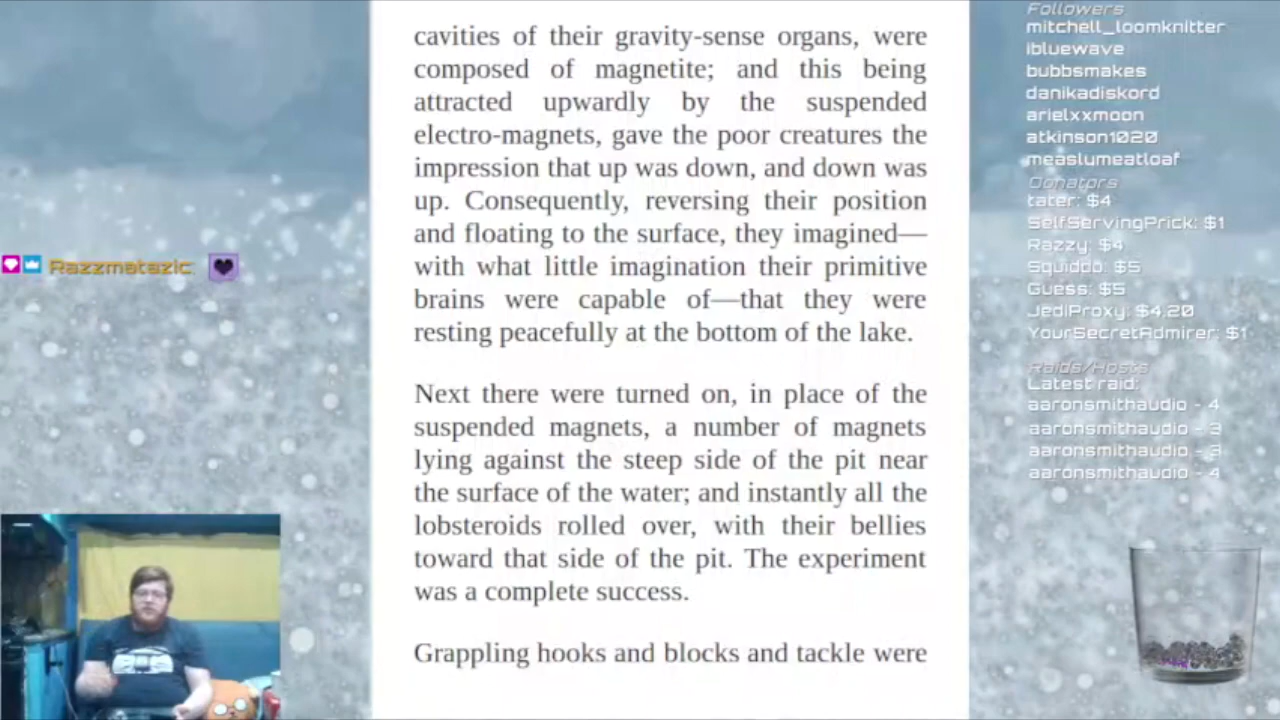 cavities of their gravity-sense organs, were
composed of magnetite; and this being
attracted upwardly by the suspended
electro-magnets, gave the poor creatures the
impression that up was down, and down was
up. Consequently, reversing their position
and floating to the surface, they imagined—
with what little imagination their primitive
brains were capable of—that they were
resting peacefully at the bottom of the lake.
Next there were turned on, in place of the
suspended magnets, a number of magnets
lying against the steep side of the pit near
the surface of the water; and instantly all the
lobsteroids rolled over, with their bellies
toward that side of the pit. The experiment
was a complete success.
Grappling hooks and blocks and tackle were
Razzmatazic
Followers
mitchell_loomknitter
ibluewave
bubbsmakes
danikadiskord
arielxxmoon
atkinson1020
measlymeatloaf
Donators
tater: $4
SelfServingPrick: $1
Razzy: $4
Squiddo: $5
Guess: $5
JediProxy: $4.20
YourSecretAdmirer: $1
Raids/Hosts
Latest raid:
aaronsmithaudio - 4
aaronsmithaudio - 3
aaronsmithaudio - 3
aaronsmithaudio - 4